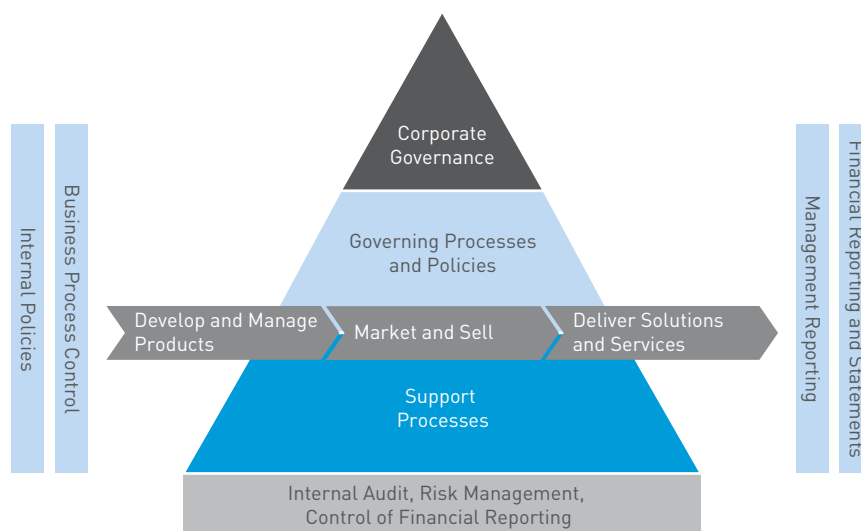 Corporate
Governance
Governing Processes
and Policies
Develop and Manage
Products
Market and Sell
Deliver Solutions
and Services
Support
Processes
Internal Audit, Risk Management,
Control of Financial Reporting
Internal Policies
Business Process Control
Management Reporting
Financial Reporting and Statements